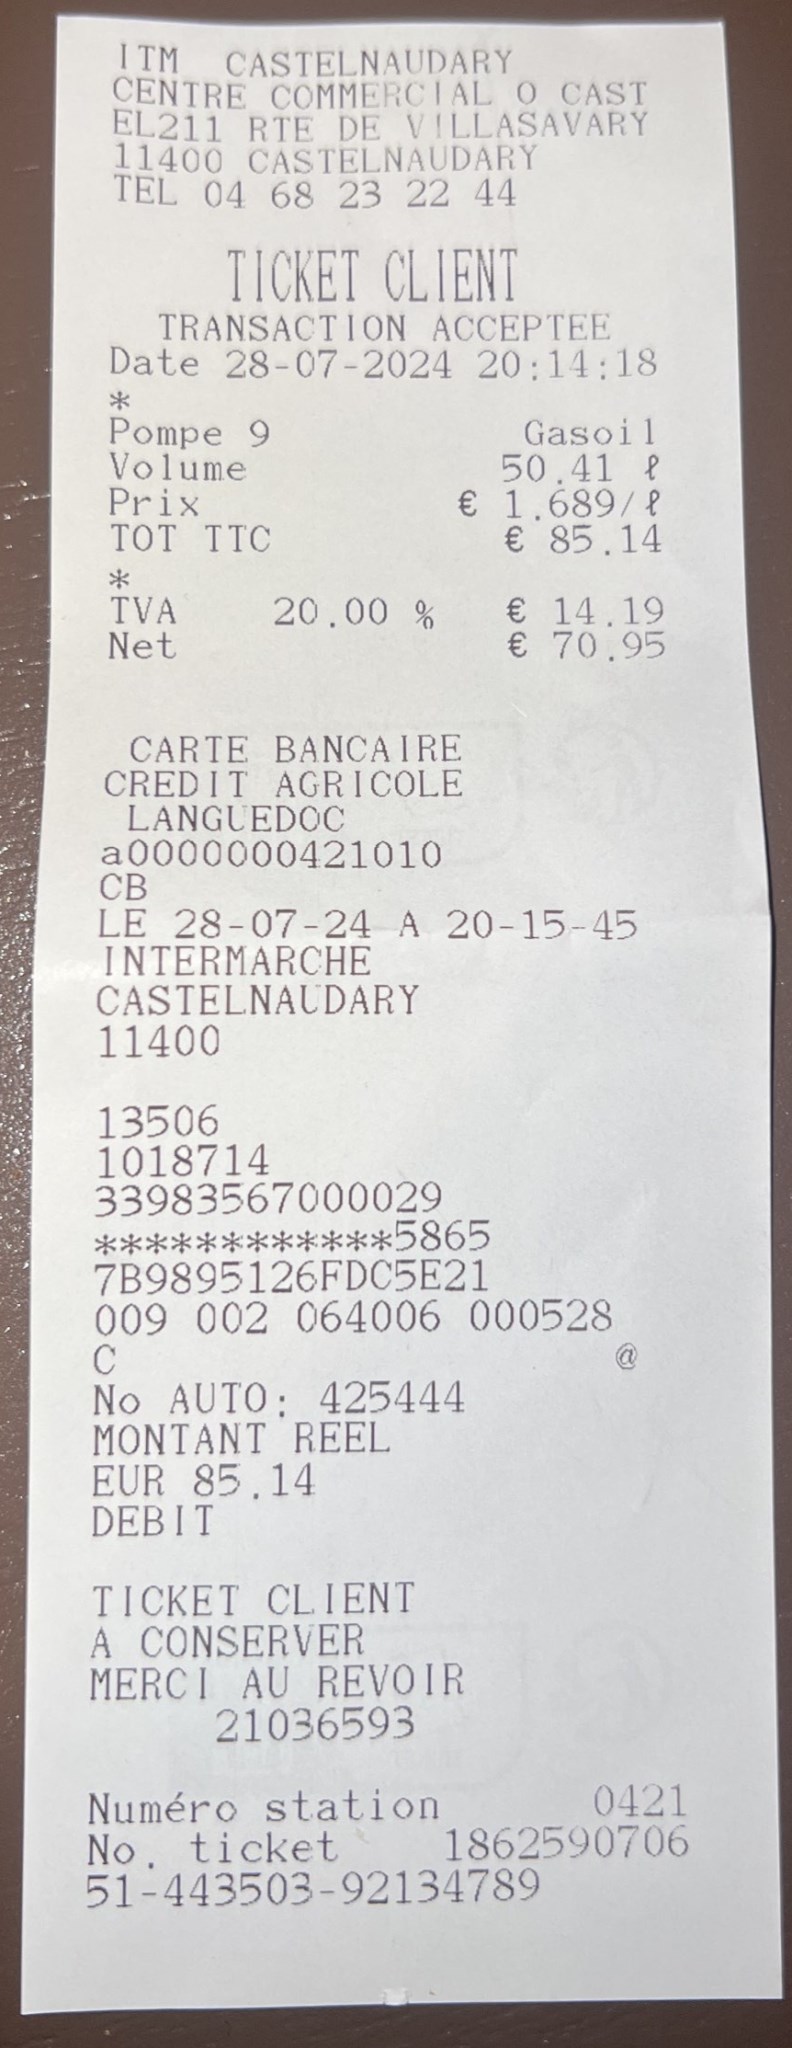 ITM CASTELNAUDARY
CENTRE COMMERCIAL O CAST
EL211 RTE DE VILLASAVARY
11400 CASTELNAUDARY
TEL 04 68 23 22 44
TICKET CLIENT
TRANSACTION ACCEPTEE
Date 28-07-2024 20:14:18
*
Pompe 9 Gasoil
Volume 50.41 ℓ
Prix € 1.689/ℓ
TOT TTC € 85.14
*
TVA 20.00 % € 14.19
Net € 70.95
CARTE BANCAIRE
CREDIT AGRICOLE
LANGUEDOC
a0000000421010
CB
LE 28-07-24 A 20-15-45
INTERMARCHE
CASTELNAUDARY
11400
13506
1018714
33983567000029
************5865
7B9895126FDC5E21
009 002 064006 000528
C @
No AUTO: 425444
MONTANT REEL
EUR 85.14
DEBIT
TICKET CLIENT
A CONSERVER
MERCI AU REVOIR
21036593
Numéro station 0421
No. ticket 1862590706
51-443503-92134789